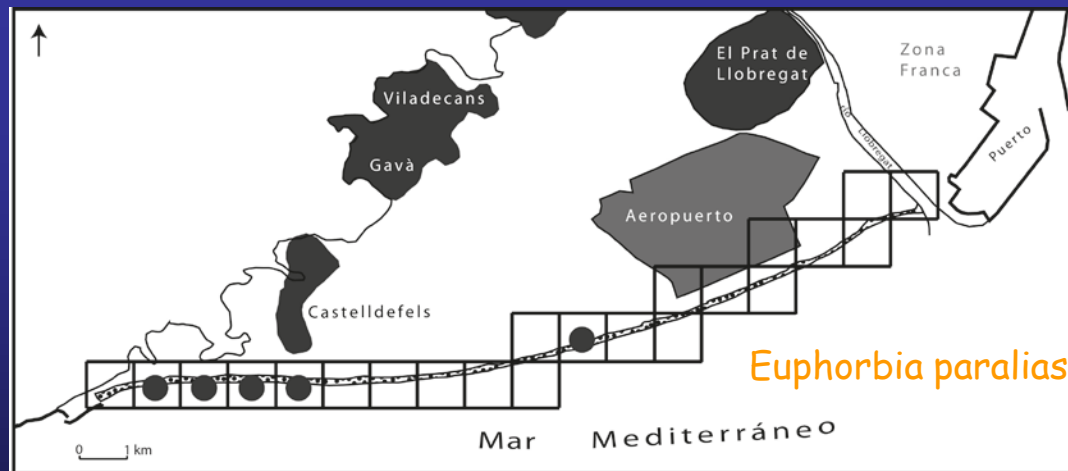 El Prat de
Llobregat
Zona
Franca
Viladecans
Gavà
río Llobregat
Puerto
Aeropuerto
Castelldefels
Euphorbia paralias
0 1 km
Mar Mediterráneo